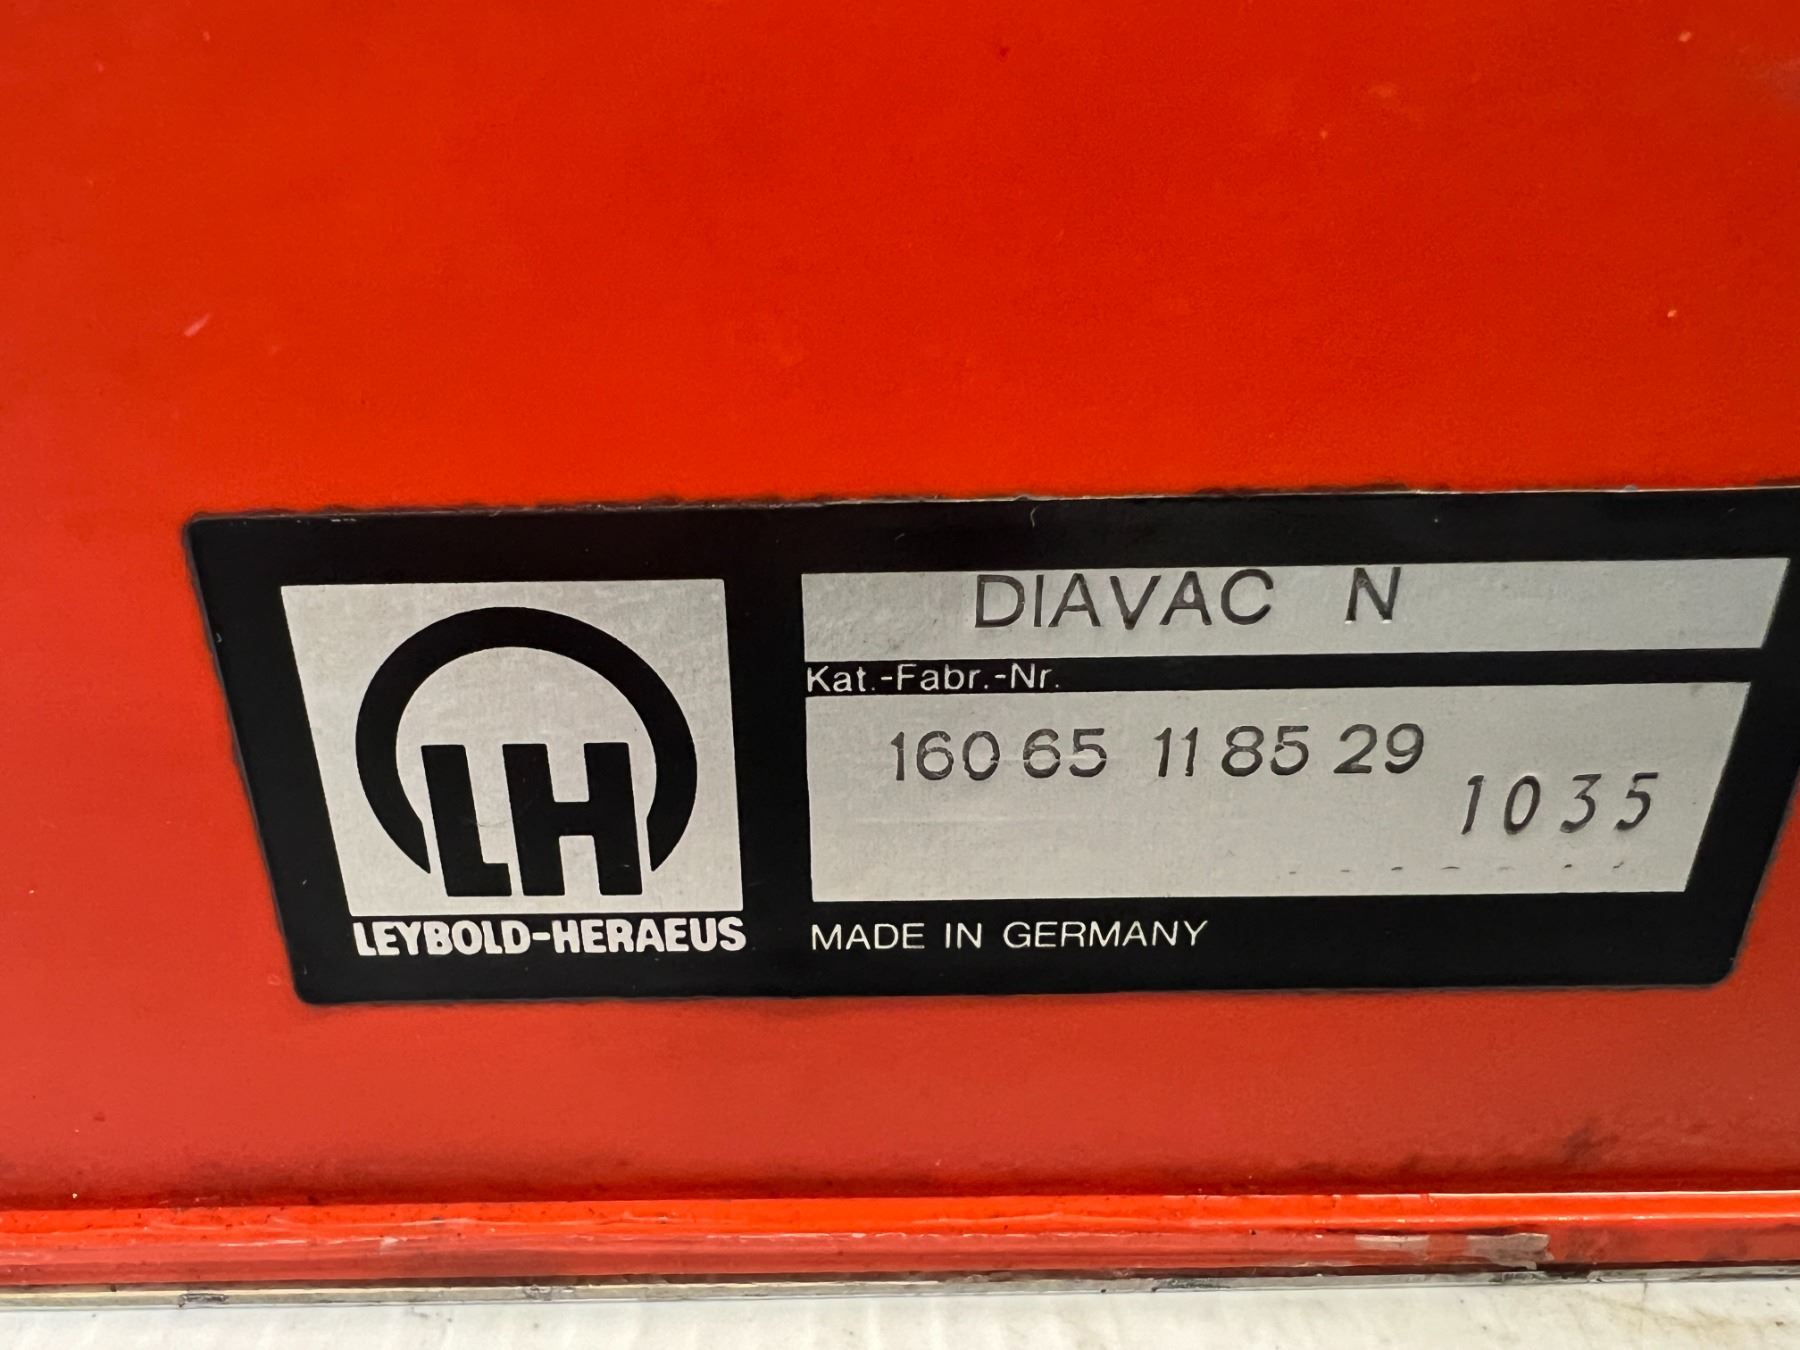 DIAVAC N
Kat.-Fabr.-Nr.
160 65 11 85 29
1035
LH
LEYBOLD-HERAEUS
MADE IN GERMANY